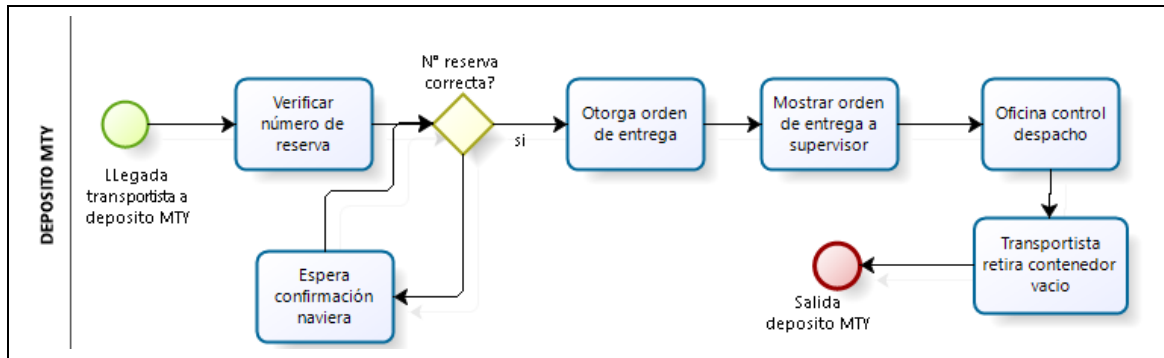 DEPOSITO MTY
LLegada
transportista a
deposito MTY
Verificar
número de
reserva
N° reserva
correcta?
si
Espera
confirmación
naviera
Otorga orden
de entrega
Mostrar orden
de entrega a
supervisor
Oficina control
despacho
Transportista
retira contenedor
vacio
Salida
deposito MTY